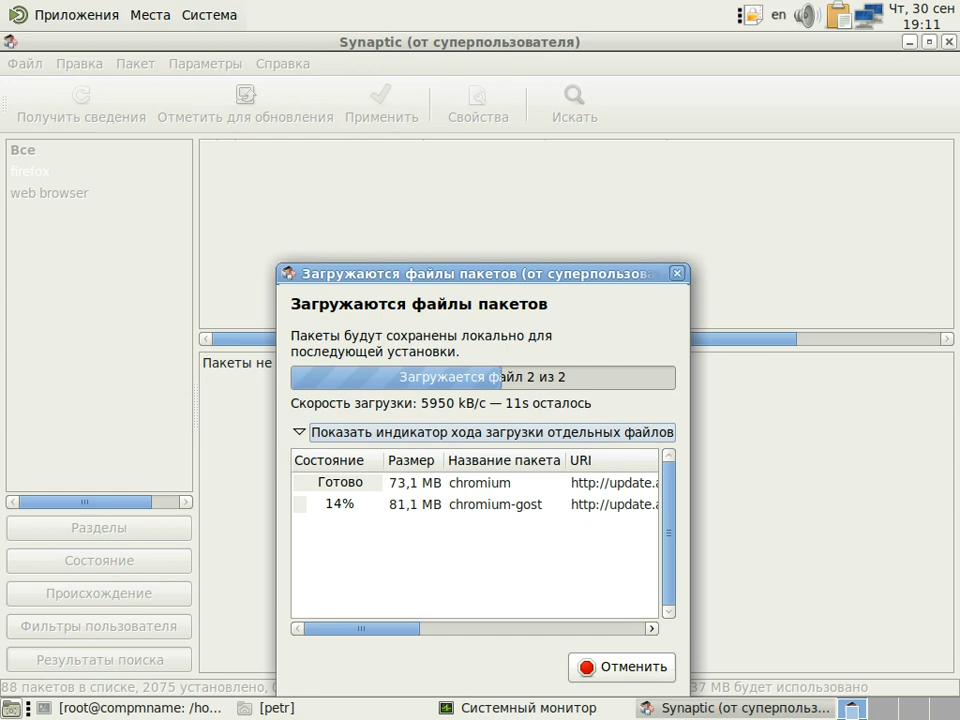 Приложения Места Система
en
Чт, 30 сен
19:11
Synaptic (от суперпользователя)
Файл Правка Пакет Параметры Справка
Получить сведения Отметить для обновления Применить Свойства Искать
Все
firefox
web browser
Пакеты не
Разделы
Состояние
Происхождение
Фильтры пользователя
Результаты поиска
Загружаются файлы пакетов (от суперпользова
Загружаются файлы пакетов
Пакеты будут сохранены локально для
последующей установки.
Загружается файл 2 из 2
Скорость загрузки: 5950 kB/c — 11s осталось
Показать индикатор хода загрузки отдельных файлов
Состояние Размер Название пакета URI
Готово 73,1 MB chromium http://update.a
14% 81,1 MB chromium-gost http://update.a
Отменить
88 пакетов в списке, 2075 установлено, 37 MB будет использовано
[root@compmname: /ho... [petr] Системный монитор Synaptic (от суперпольз...